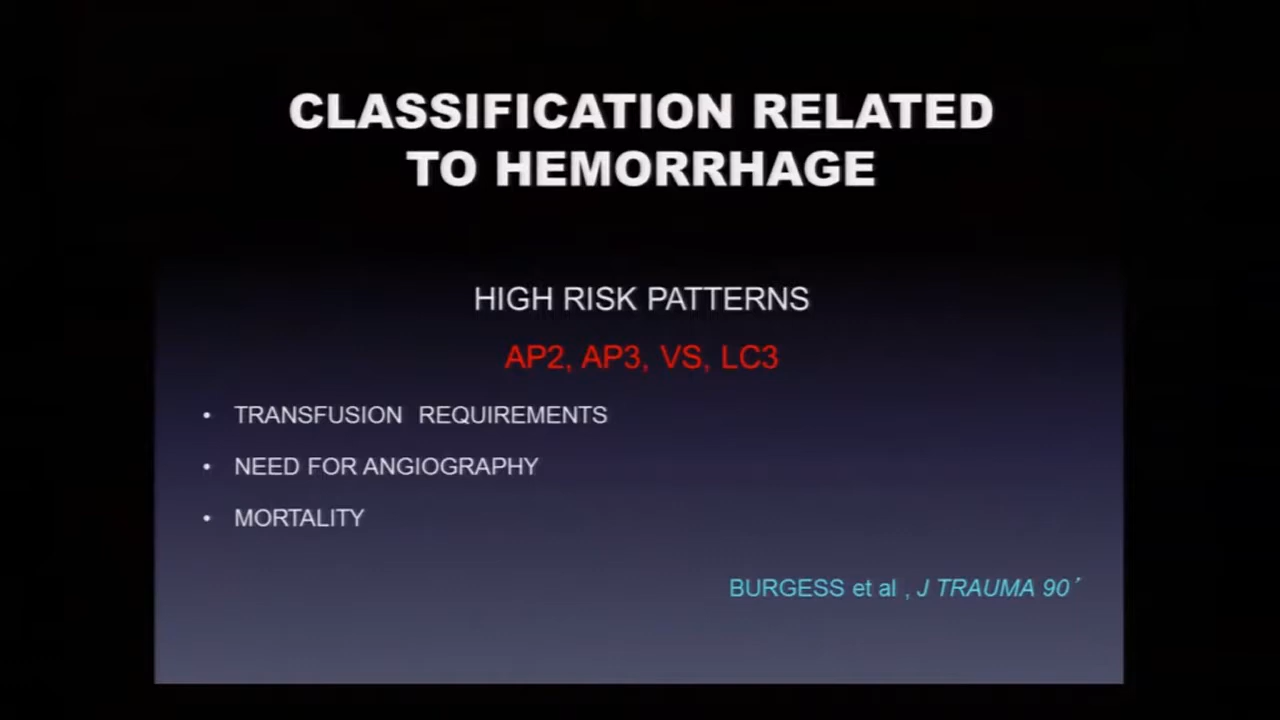 CLASSIFICATION RELATED
TO HEMORRHAGE
HIGH RISK PATTERNS
AP2, AP3, VS, LC3
• TRANSFUSION REQUIREMENTS
• NEED FOR ANGIOGRAPHY
• MORTALITY
BURGESS et al , J TRAUMA 90´